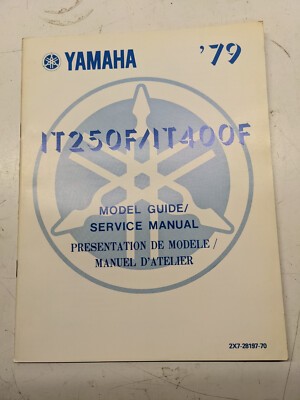 YAMAHA '79
IT250F/IT400F
MODEL GUIDE/
SERVICE MANUAL
PRESENTATION DE MODELE/
MANUEL D'ATELIER
2X7-28197-70